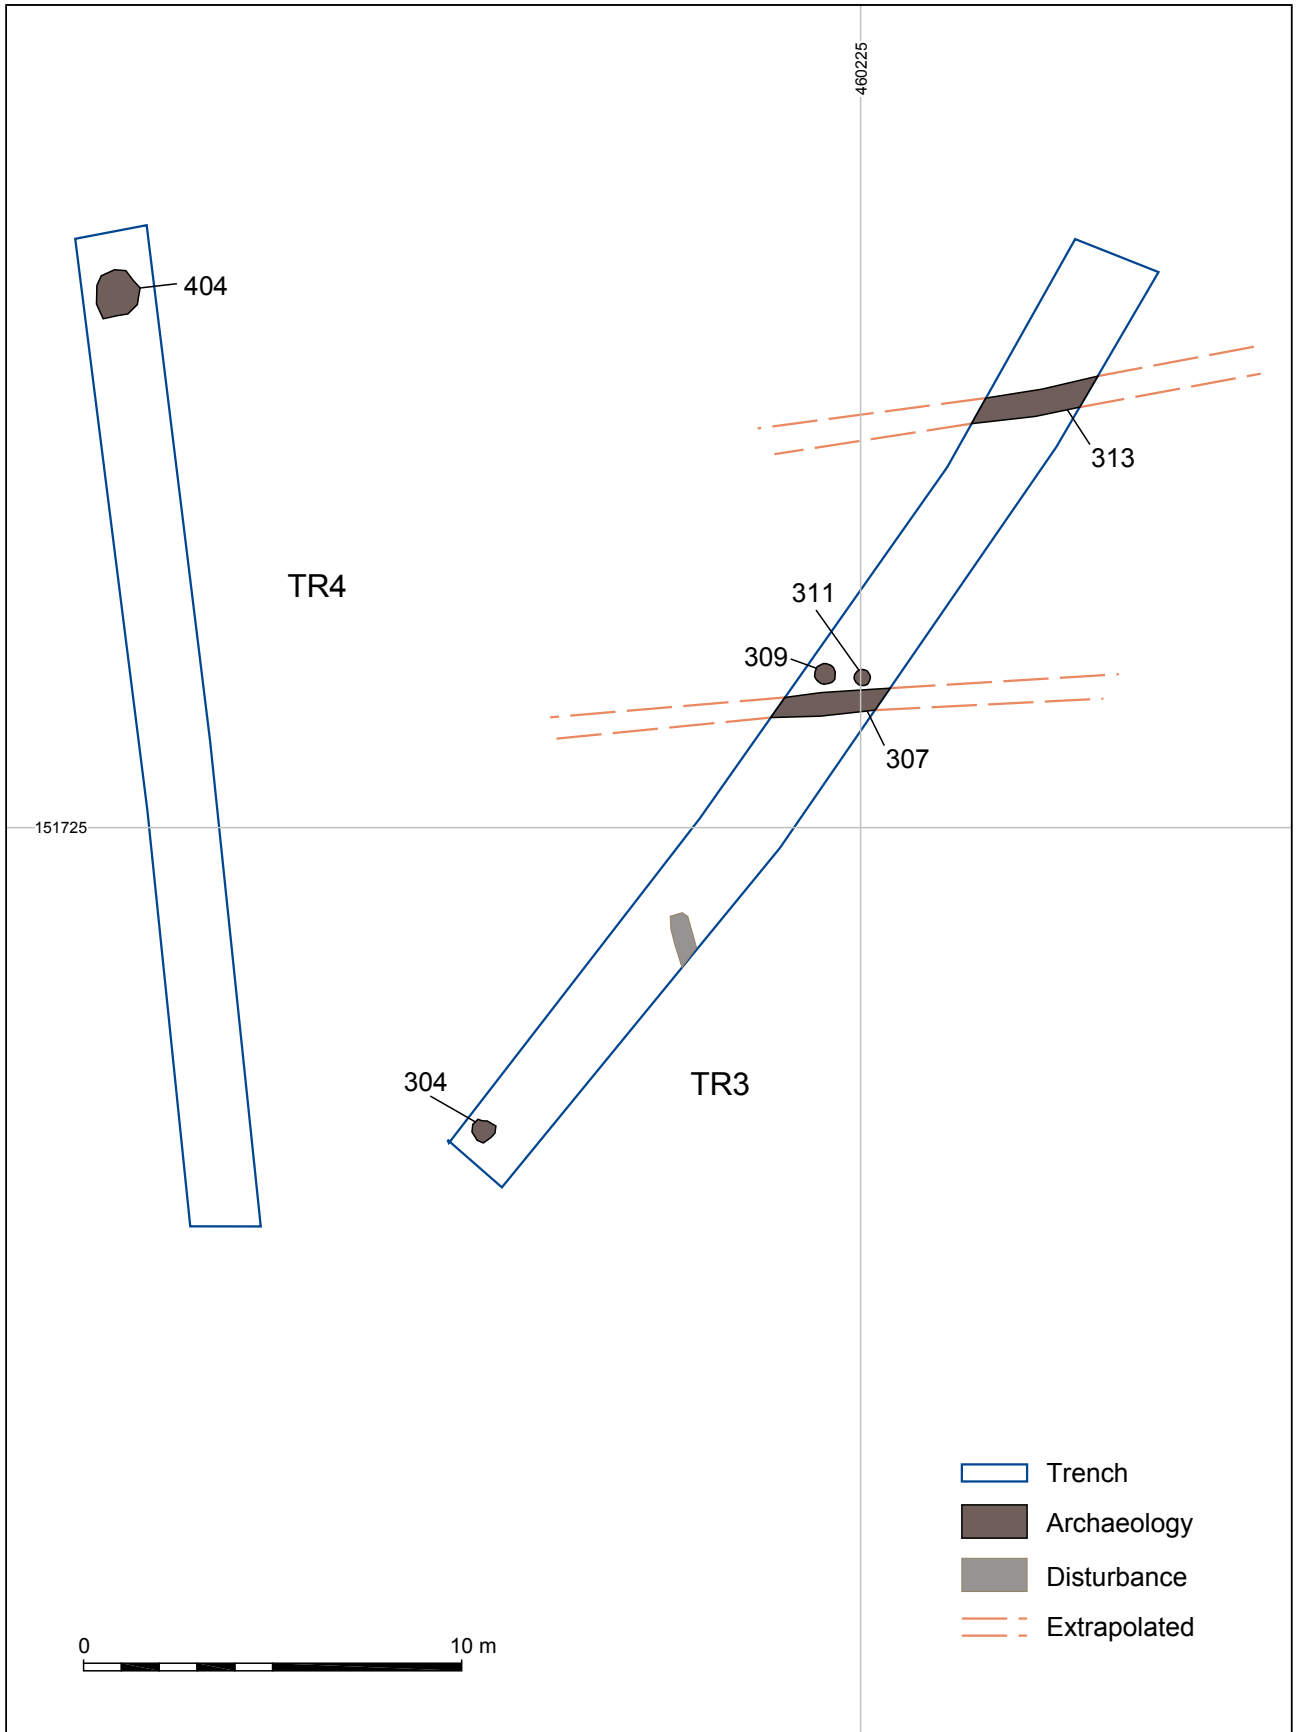 460225
404
313
TR4
311
309
307
151725
304
TR3
Trench
Archaeology
Disturbance
Extrapolated
0 10 m